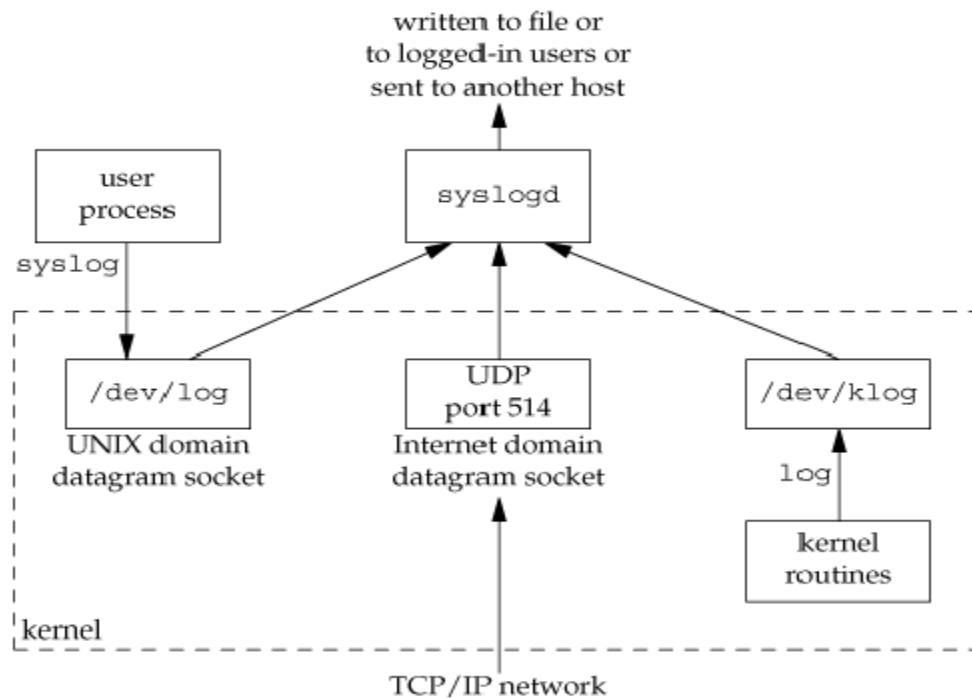 written to file or
to logged-in users or
sent to another host
user
process
syslogd
syslog
/dev/log
UDP
port 514
/dev/klog
UNIX domain
datagram socket
Internet domain
datagram socket
log
kernel
routines
kernel
TCP/IP network